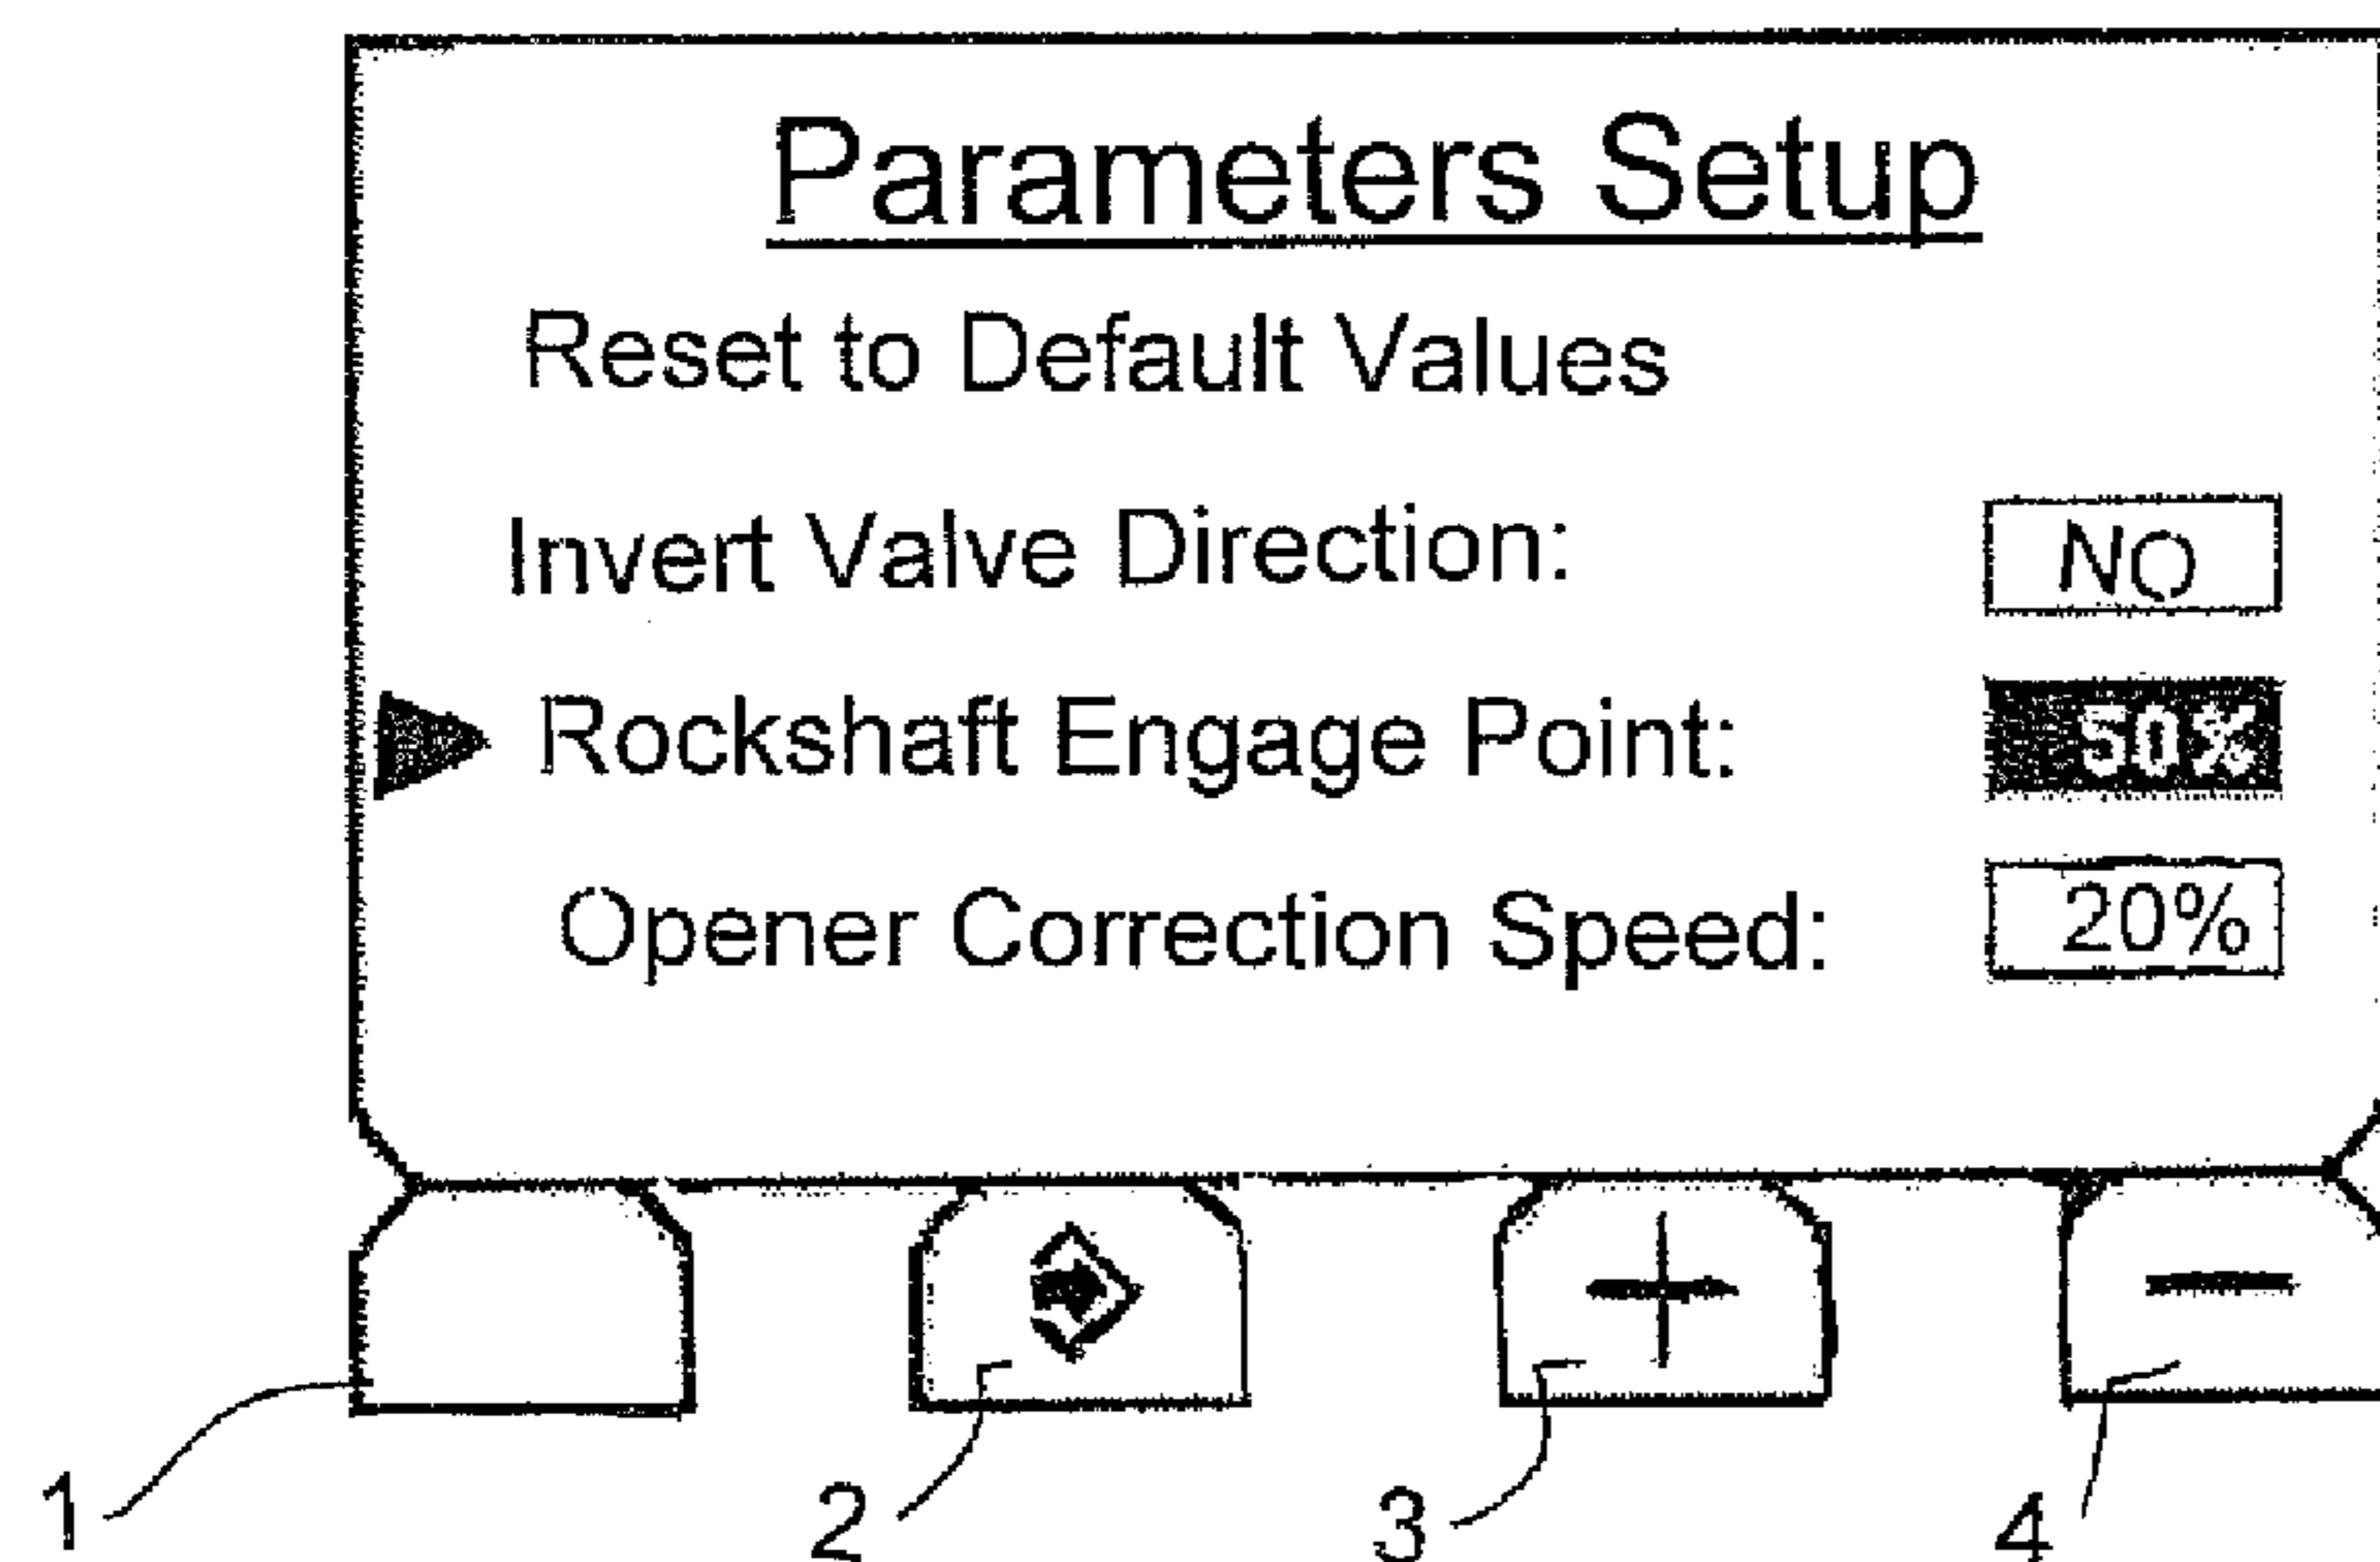 Parameters Setup
Reset to Default Values
Invert Valve Direction: NO
Rockshaft Engage Point: 50%
Opener Correction Speed: 20%
+ −
1 2 3 4